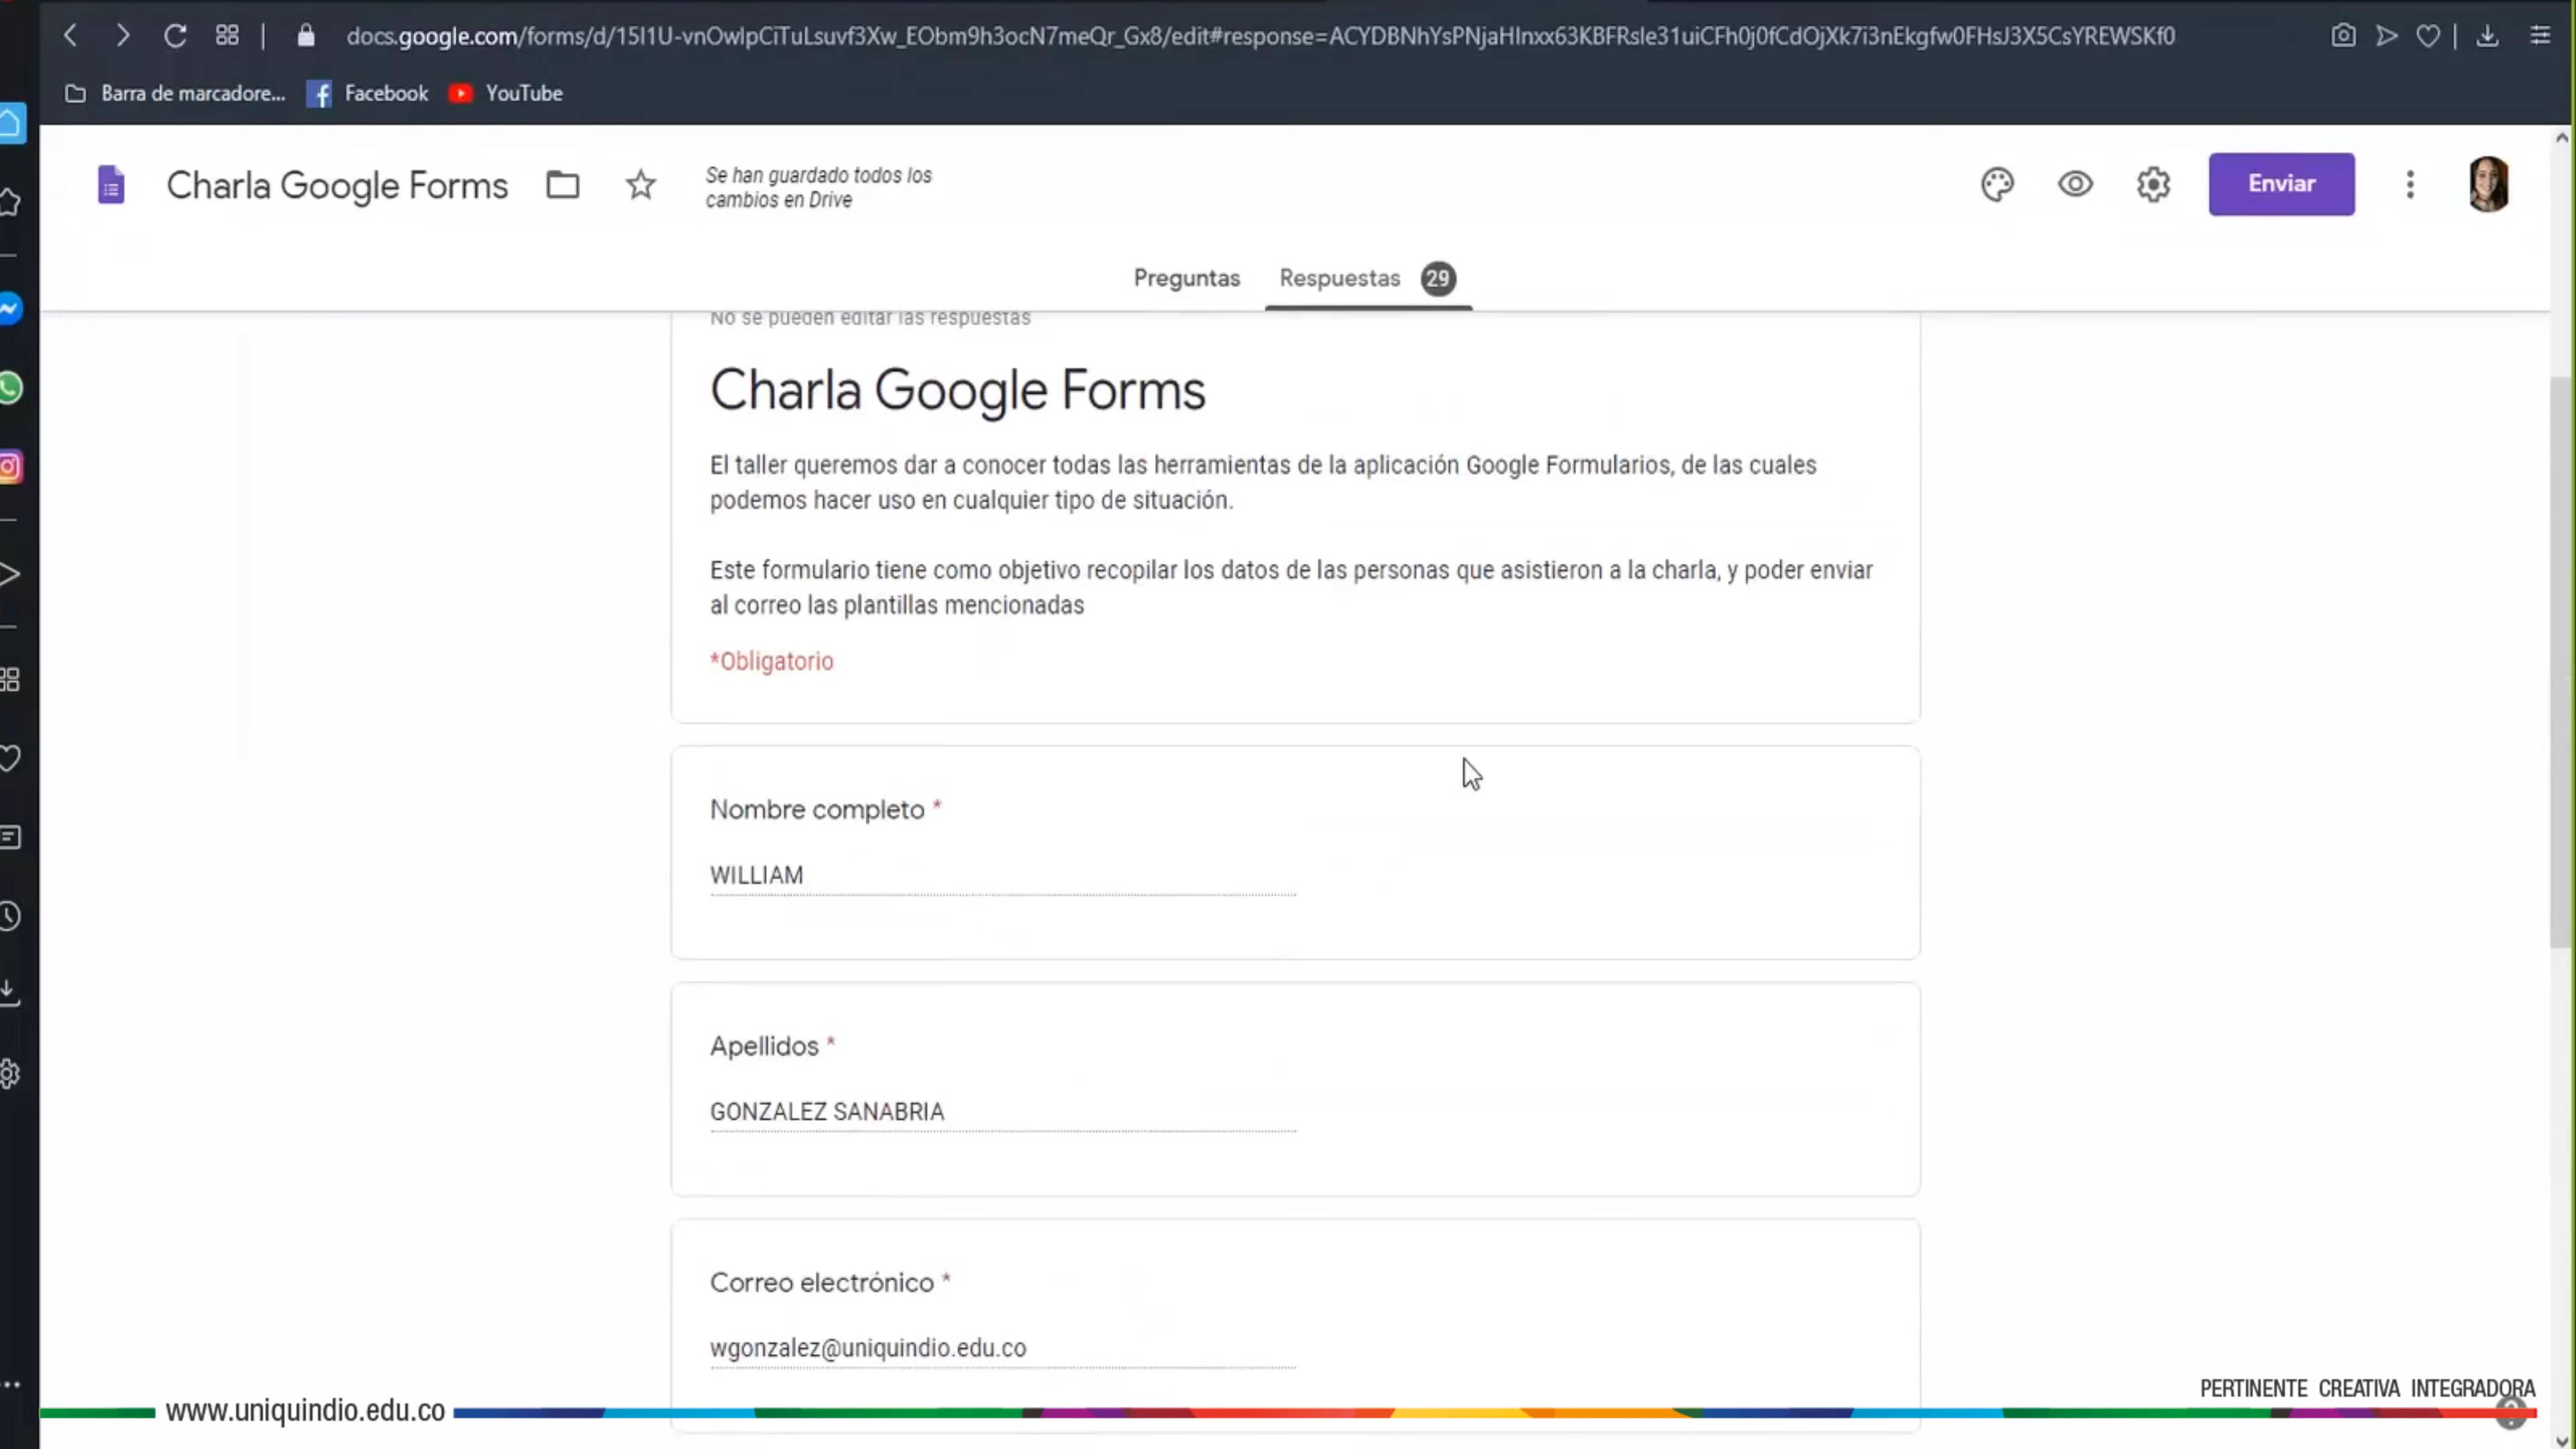 docs.google.com/forms/d/15I1U-vnOwlpCiTuLsuvf3Xw_EObm9h3ocN7meQr_Gx8/edit#response=ACYDBNhYsPNjaHInxx63KBFRsle31uiCFh0j0fCdOjXk7i3nEkgfw0FHsJ3X5CsYREWSKf0
Barra de marcadore... Facebook YouTube
Charla Google Forms
Se han guardado todos los
cambios en Drive
Enviar
Preguntas Respuestas 29
No se pueden editar las respuestas
Charla Google Forms
El taller queremos dar a conocer todas las herramientas de la aplicación Google Formularios, de las cuales
podemos hacer uso en cualquier tipo de situación.
Este formulario tiene como objetivo recopilar los datos de las personas que asistieron a la charla, y poder enviar
al correo las plantillas mencionadas
*Obligatorio
Nombre completo *
WILLIAM
Apellidos *
GONZALEZ SANABRIA
Correo electrónico *
wgonzalez@uniquindio.edu.co
PERTINENTE CREATIVA INTEGRADORA
www.uniquindio.edu.co